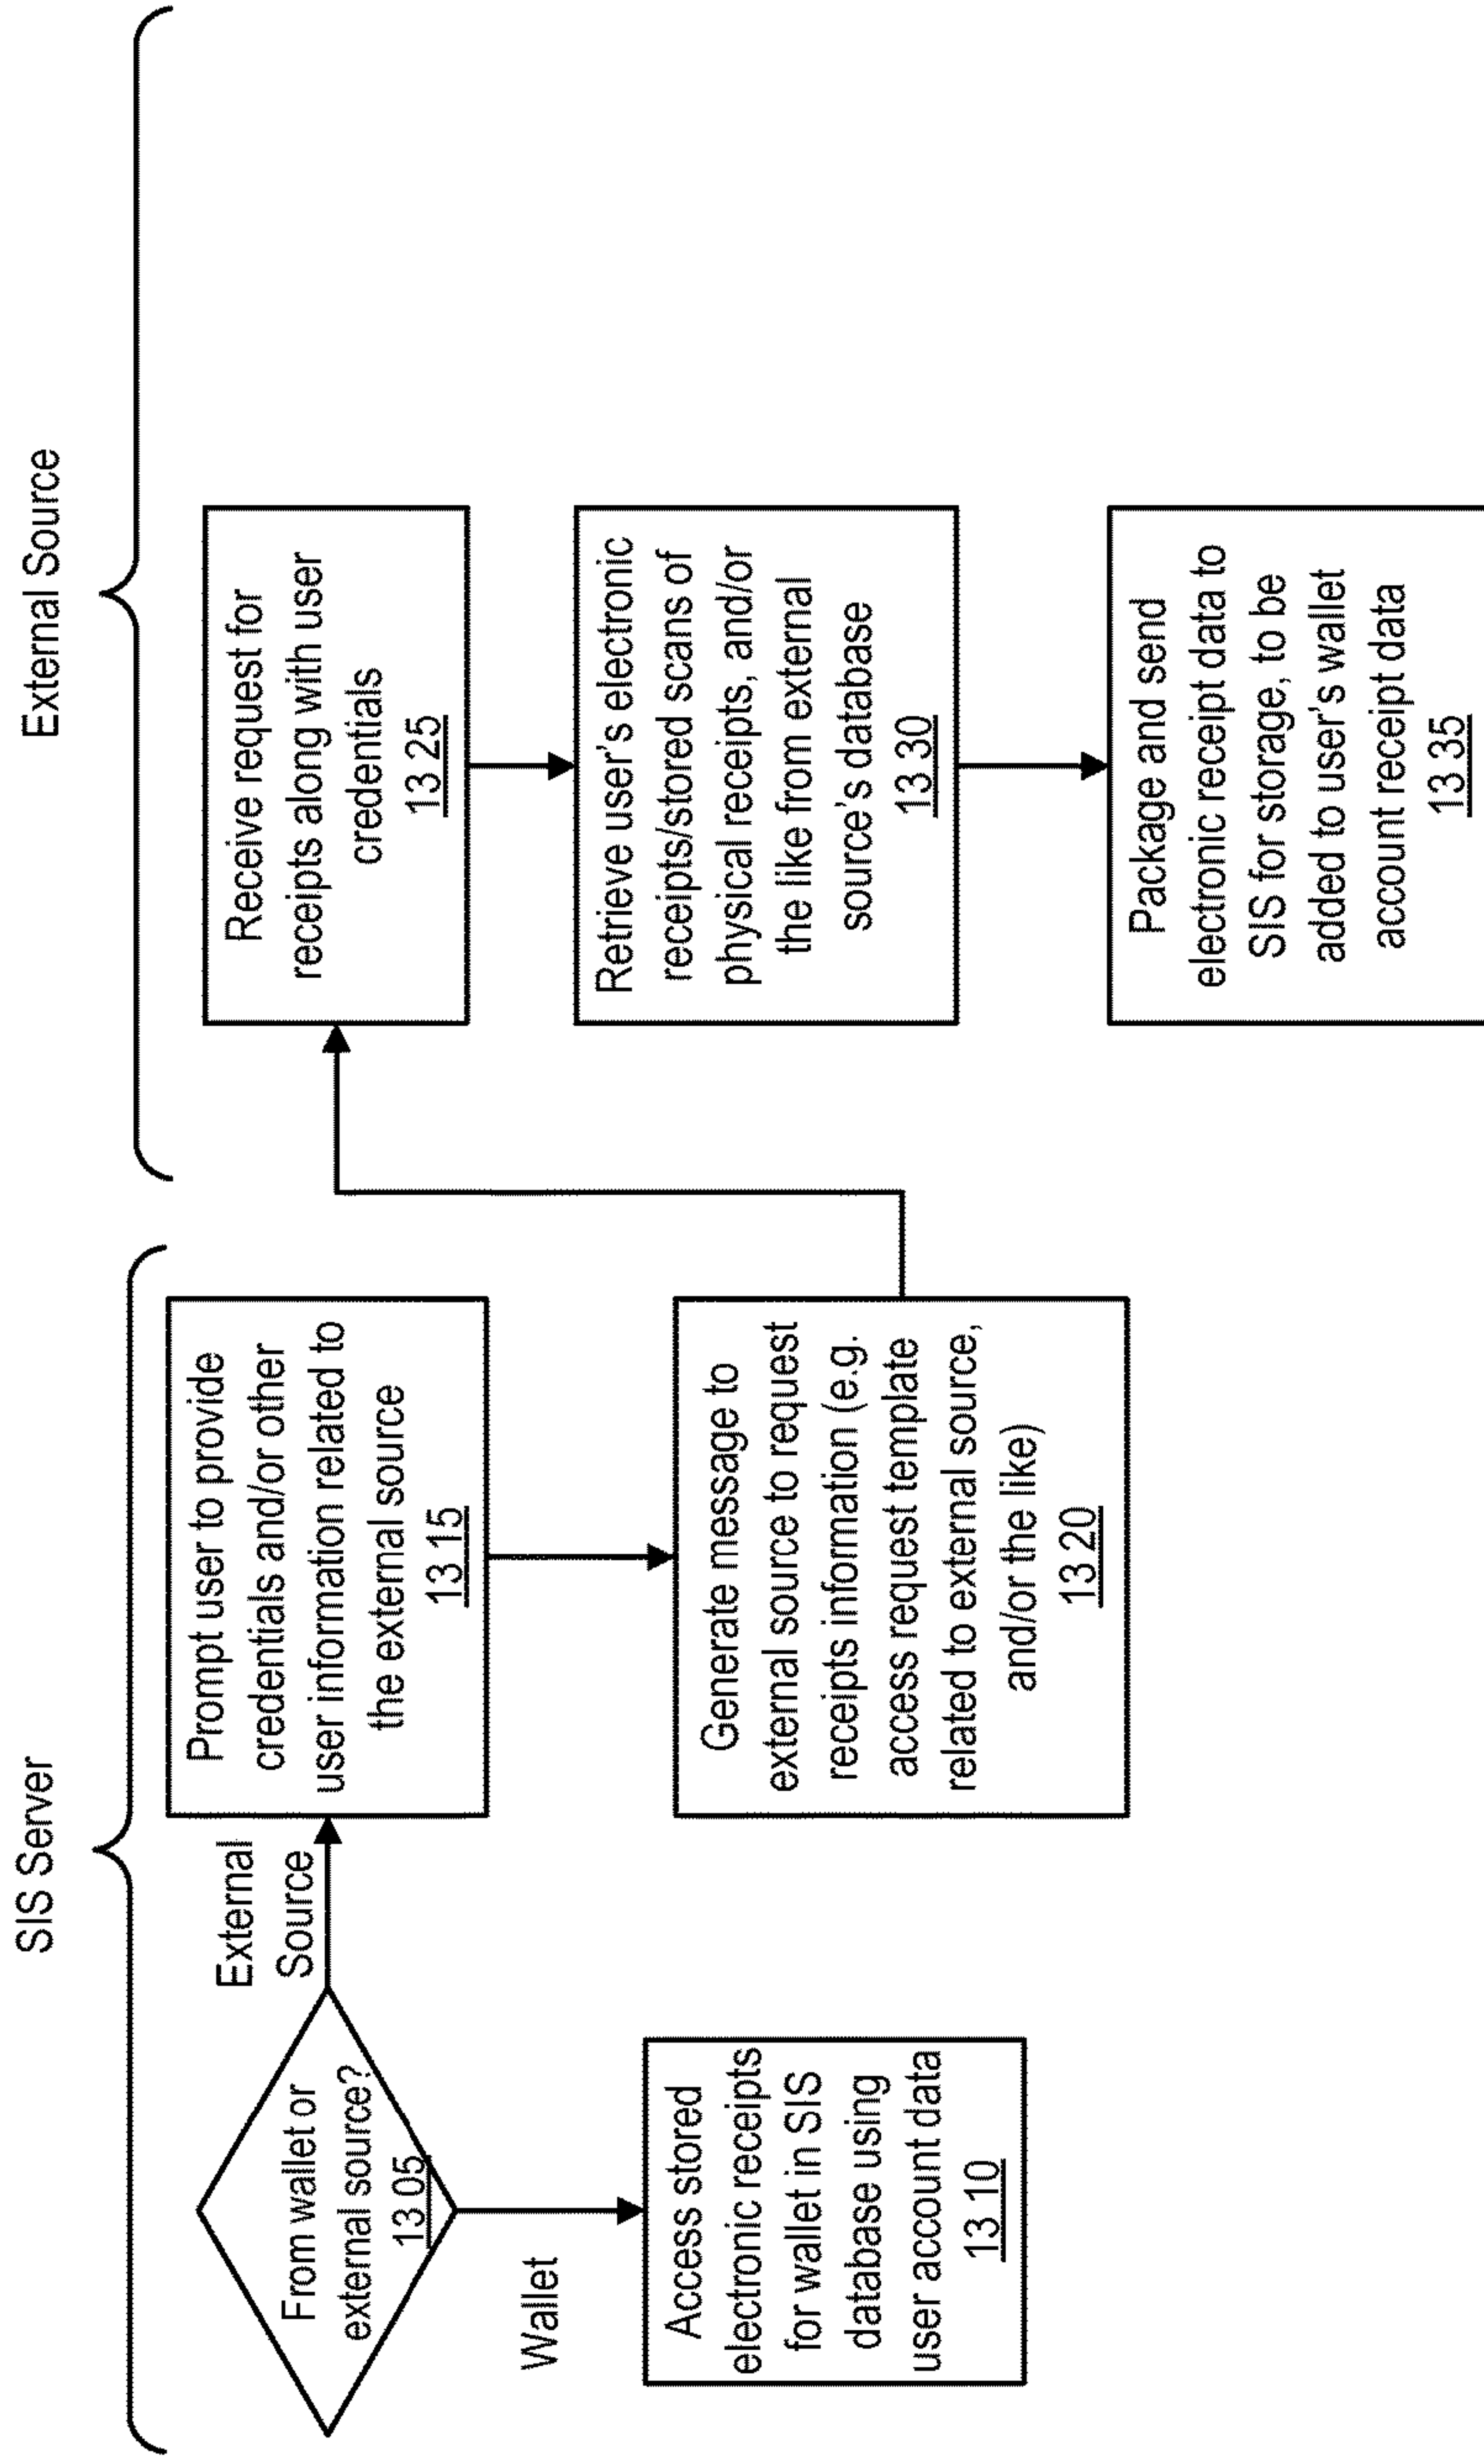 SIS Server
From wallet or
external source?
13 05
External
Source
Wallet
Access stored
electronic receipts
for wallet in SIS
database using
user account data
13 10
Prompt user to provide
credentials and/or other
user information related to
the external source
13 15
Generate message to
external source to request
receipts information (e.g.
access request template
related to external source,
and/or the like)
13 20
External Source
Receive request for
receipts along with user
credentials
13 25
Retrieve user's electronic
receipts/stored scans of
physical receipts, and/or
the like from external
source's database
13 30
Package and send
electronic receipt data to
SIS for storage, to be
added to user's wallet
account receipt data
13 35